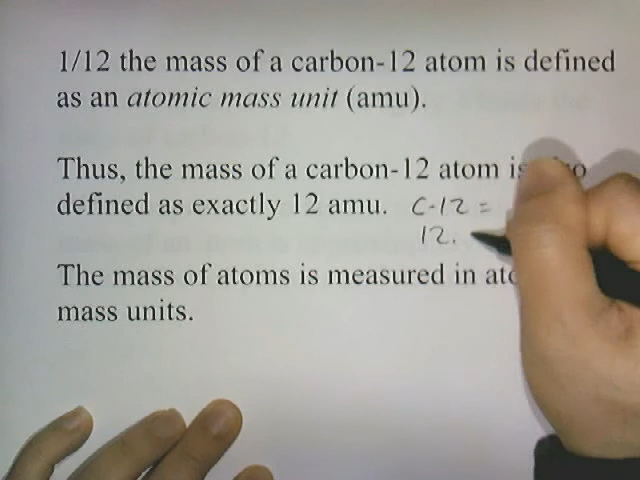 1/12 the mass of a carbon-12 atom is defined
as an atomic mass unit (amu).
Thus, the mass of a carbon-12 atom is
defined as exactly 12 amu. C-12 =
12.
The mass of atoms is measured in
mass units.